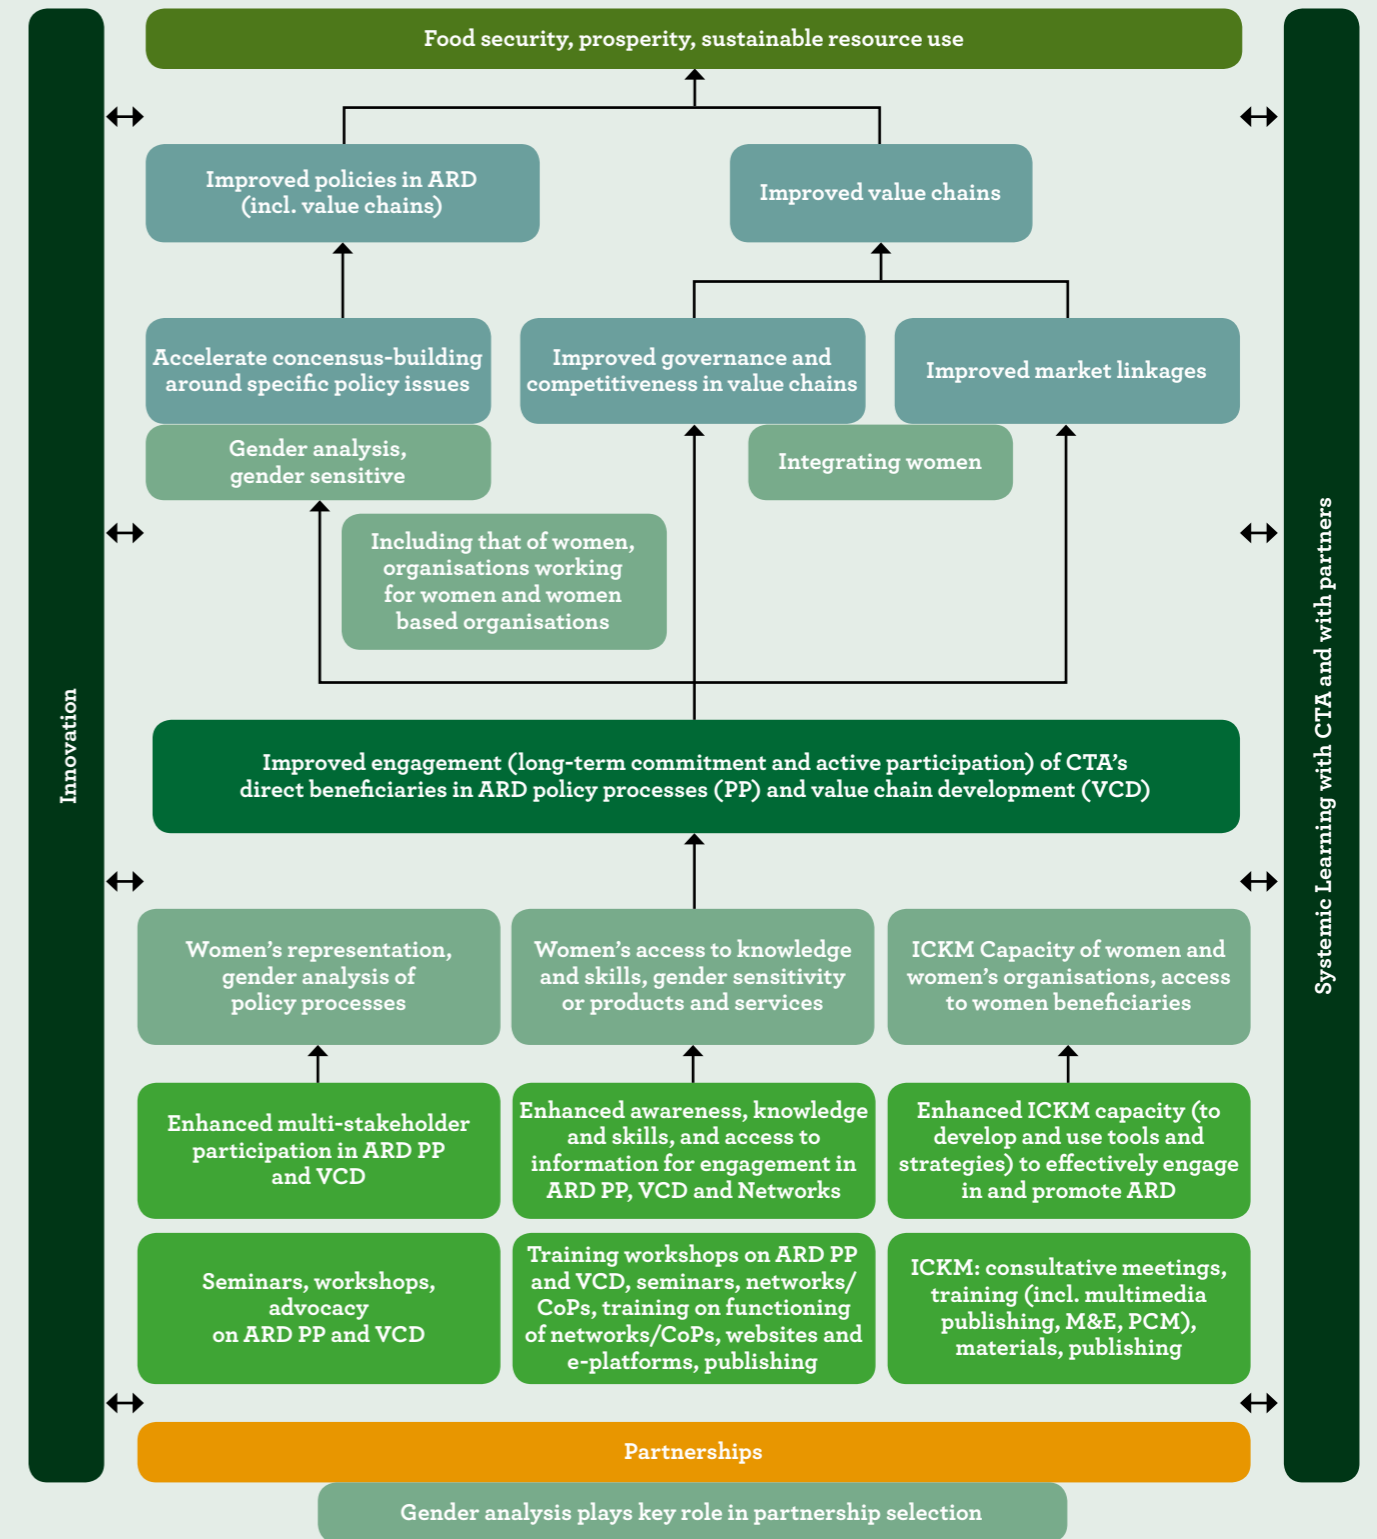 Food security, prosperity, sustainable resource use
Improved policies in ARD
(incl. value chains)
Improved value chains
Accelerate concensus-building
around specific policy issues
Improved governance and
competitiveness in value chains
Improved market linkages
Gender analysis,
gender sensitive
Integrating women
Including that of women,
organisations working
for women and women
based organisations
Innovation
Systemic Learning with CTA and with partners
Improved engagement (long-term commitment and active participation) of CTA’s
direct beneficiaries in ARD policy processes (PP) and value chain development (VCD)
Women’s representation,
gender analysis of
policy processes
Women’s access to knowledge
and skills, gender sensitivity
or products and services
ICKM Capacity of women and
women’s organisations, access
to women beneficiaries
Enhanced multi-stakeholder
participation in ARD PP
and VCD
Enhanced awareness, knowledge
and skills, and access to
information for engagement in
ARD PP, VCD and Networks
Enhanced ICKM capacity (to
develop and use tools and
strategies) to effectively engage
in and promote ARD
Seminars, workshops,
advocacy
on ARD PP and VCD
Training workshops on ARD PP
and VCD, seminars, networks/
CoPs, training on functioning
of networks/CoPs, websites and
e-platforms, publishing
ICKM: consultative meetings,
training (incl. multimedia
publishing, M&E, PCM),
materials, publishing
Partnerships
Gender analysis plays key role in partnership selection